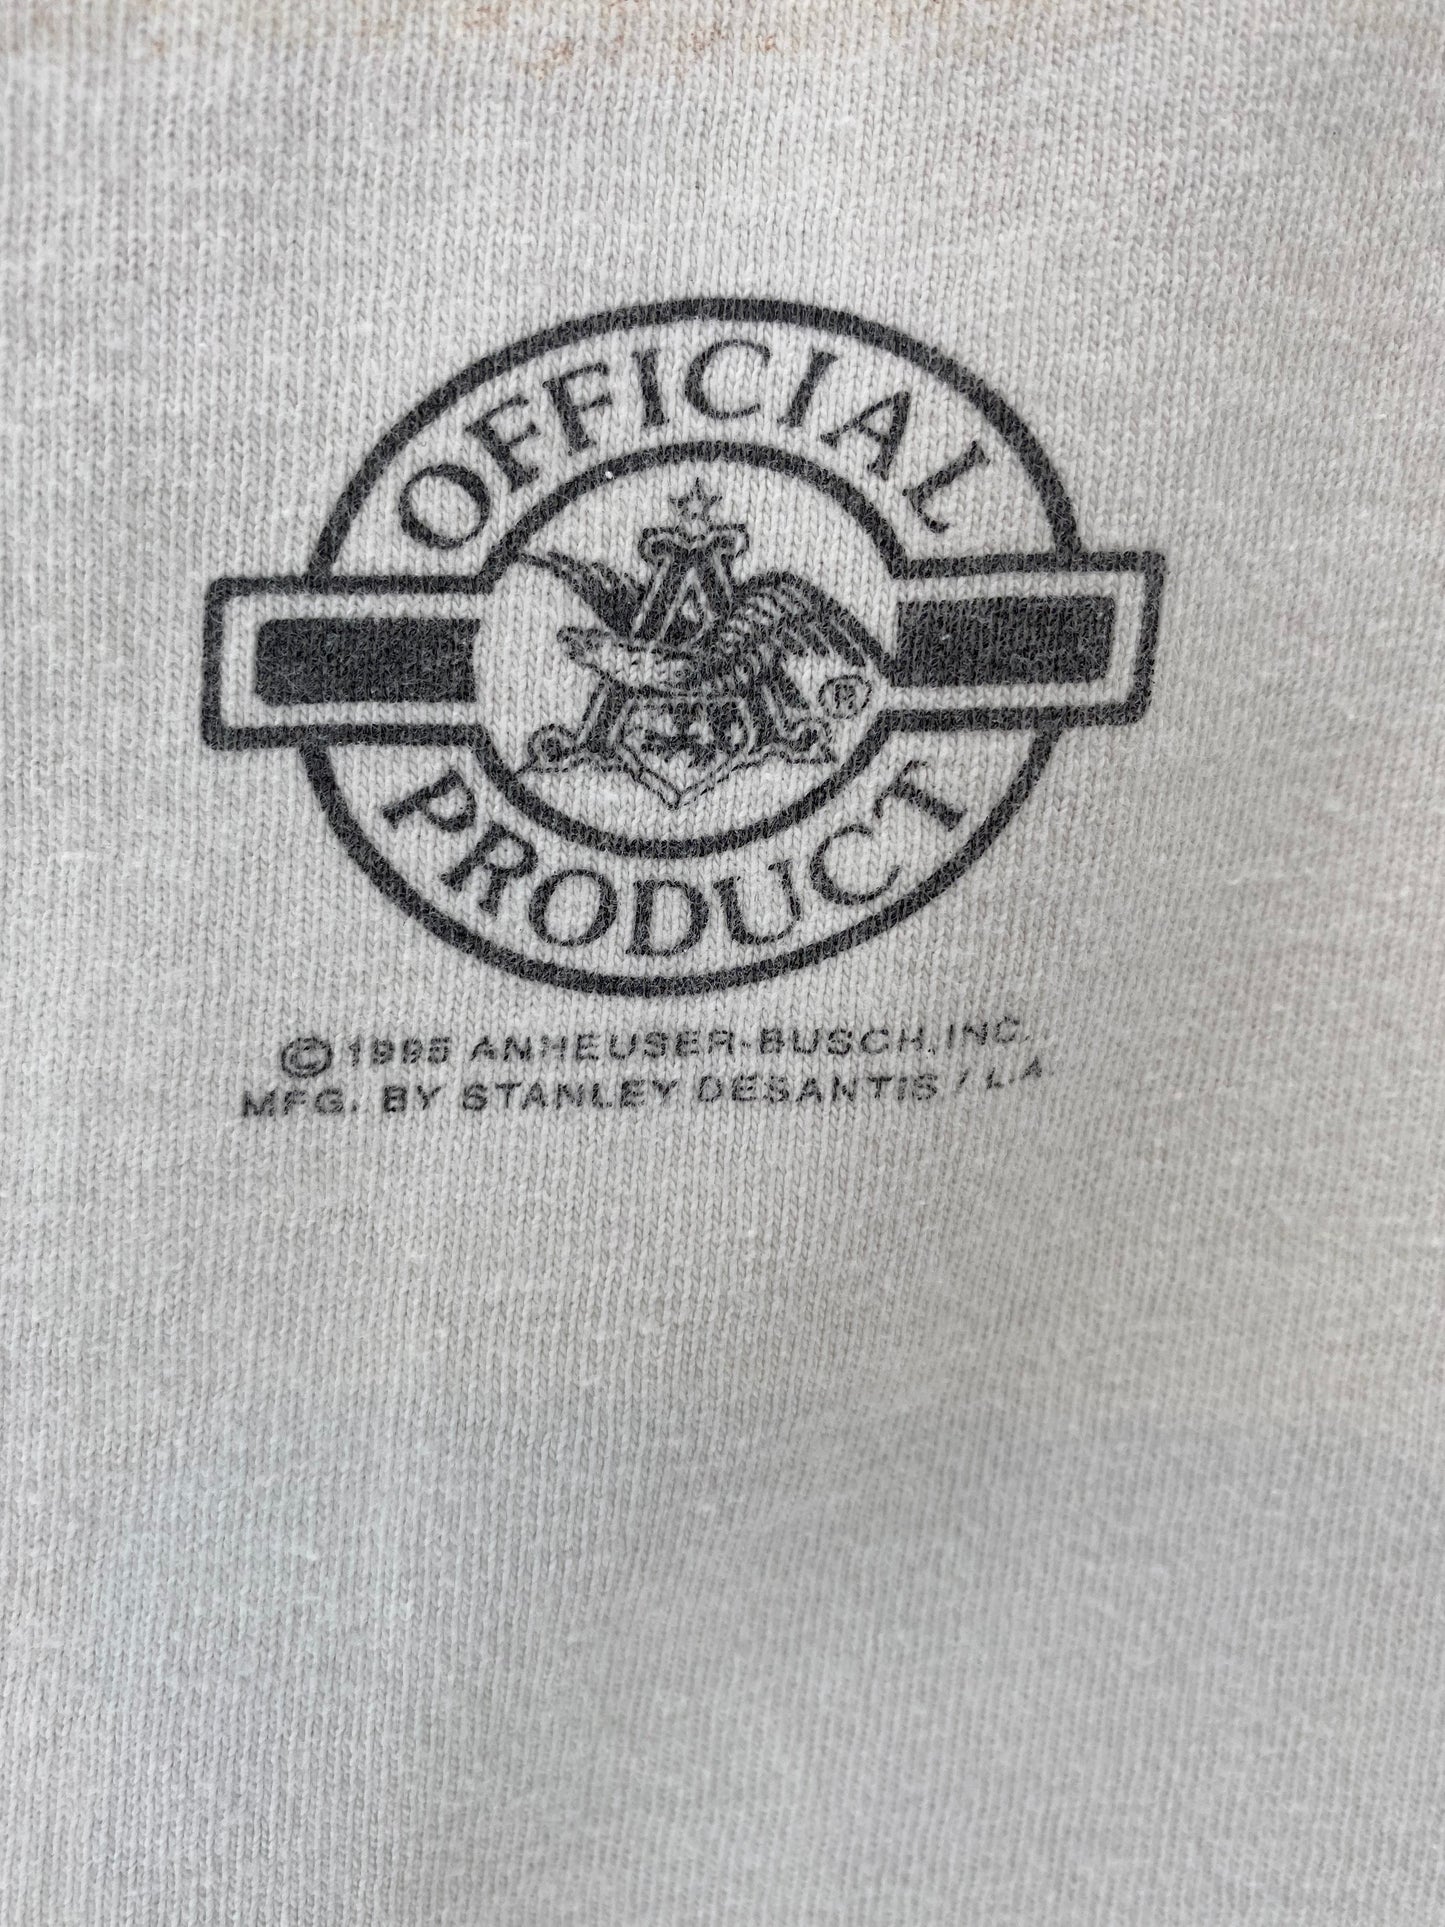 OFFICIAL
A
®
PRODUCT
© 1995 ANHEUSER-BUSCH, INC.
MFG. BY STANLEY DESANTIS / L.A.